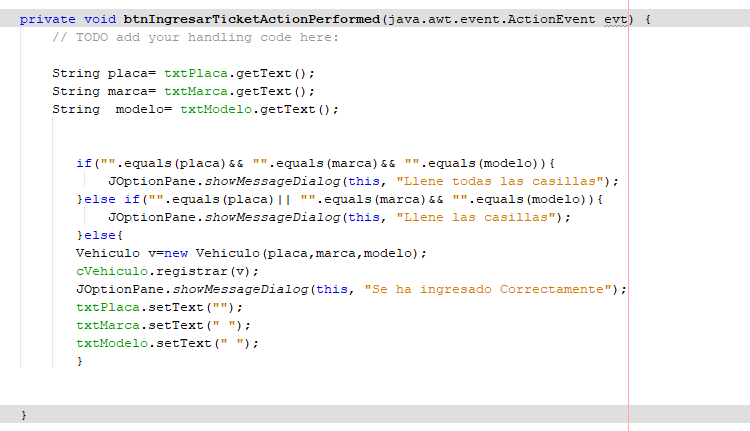 private void btnIngresarTicketActionPerformed(java.awt.event.ActionEvent evt) {
// TODO add your handling code here:
String placa= txtPlaca.getText();
String marca= txtMarca.getText();
String  modelo= txtModelo.getText();
if("".equals(placa)&& "".equals(marca)&& "".equals(modelo)){
JOptionPane.showMessageDialog(this, "Llene todas las casillas");
}else if("".equals(placa)|| "".equals(marca)&& "".equals(modelo)){
JOptionPane.showMessageDialog(this, "Llene las casillas");
}else{
Vehiculo v=new Vehiculo(placa,marca,modelo);
cVehiculo.registrar(v);
JOptionPane.showMessageDialog(this, "Se ha ingresado Correctamente");
txtPlaca.setText("");
txtMarca.setText(" ");
txtModelo.setText(" ");
}
}